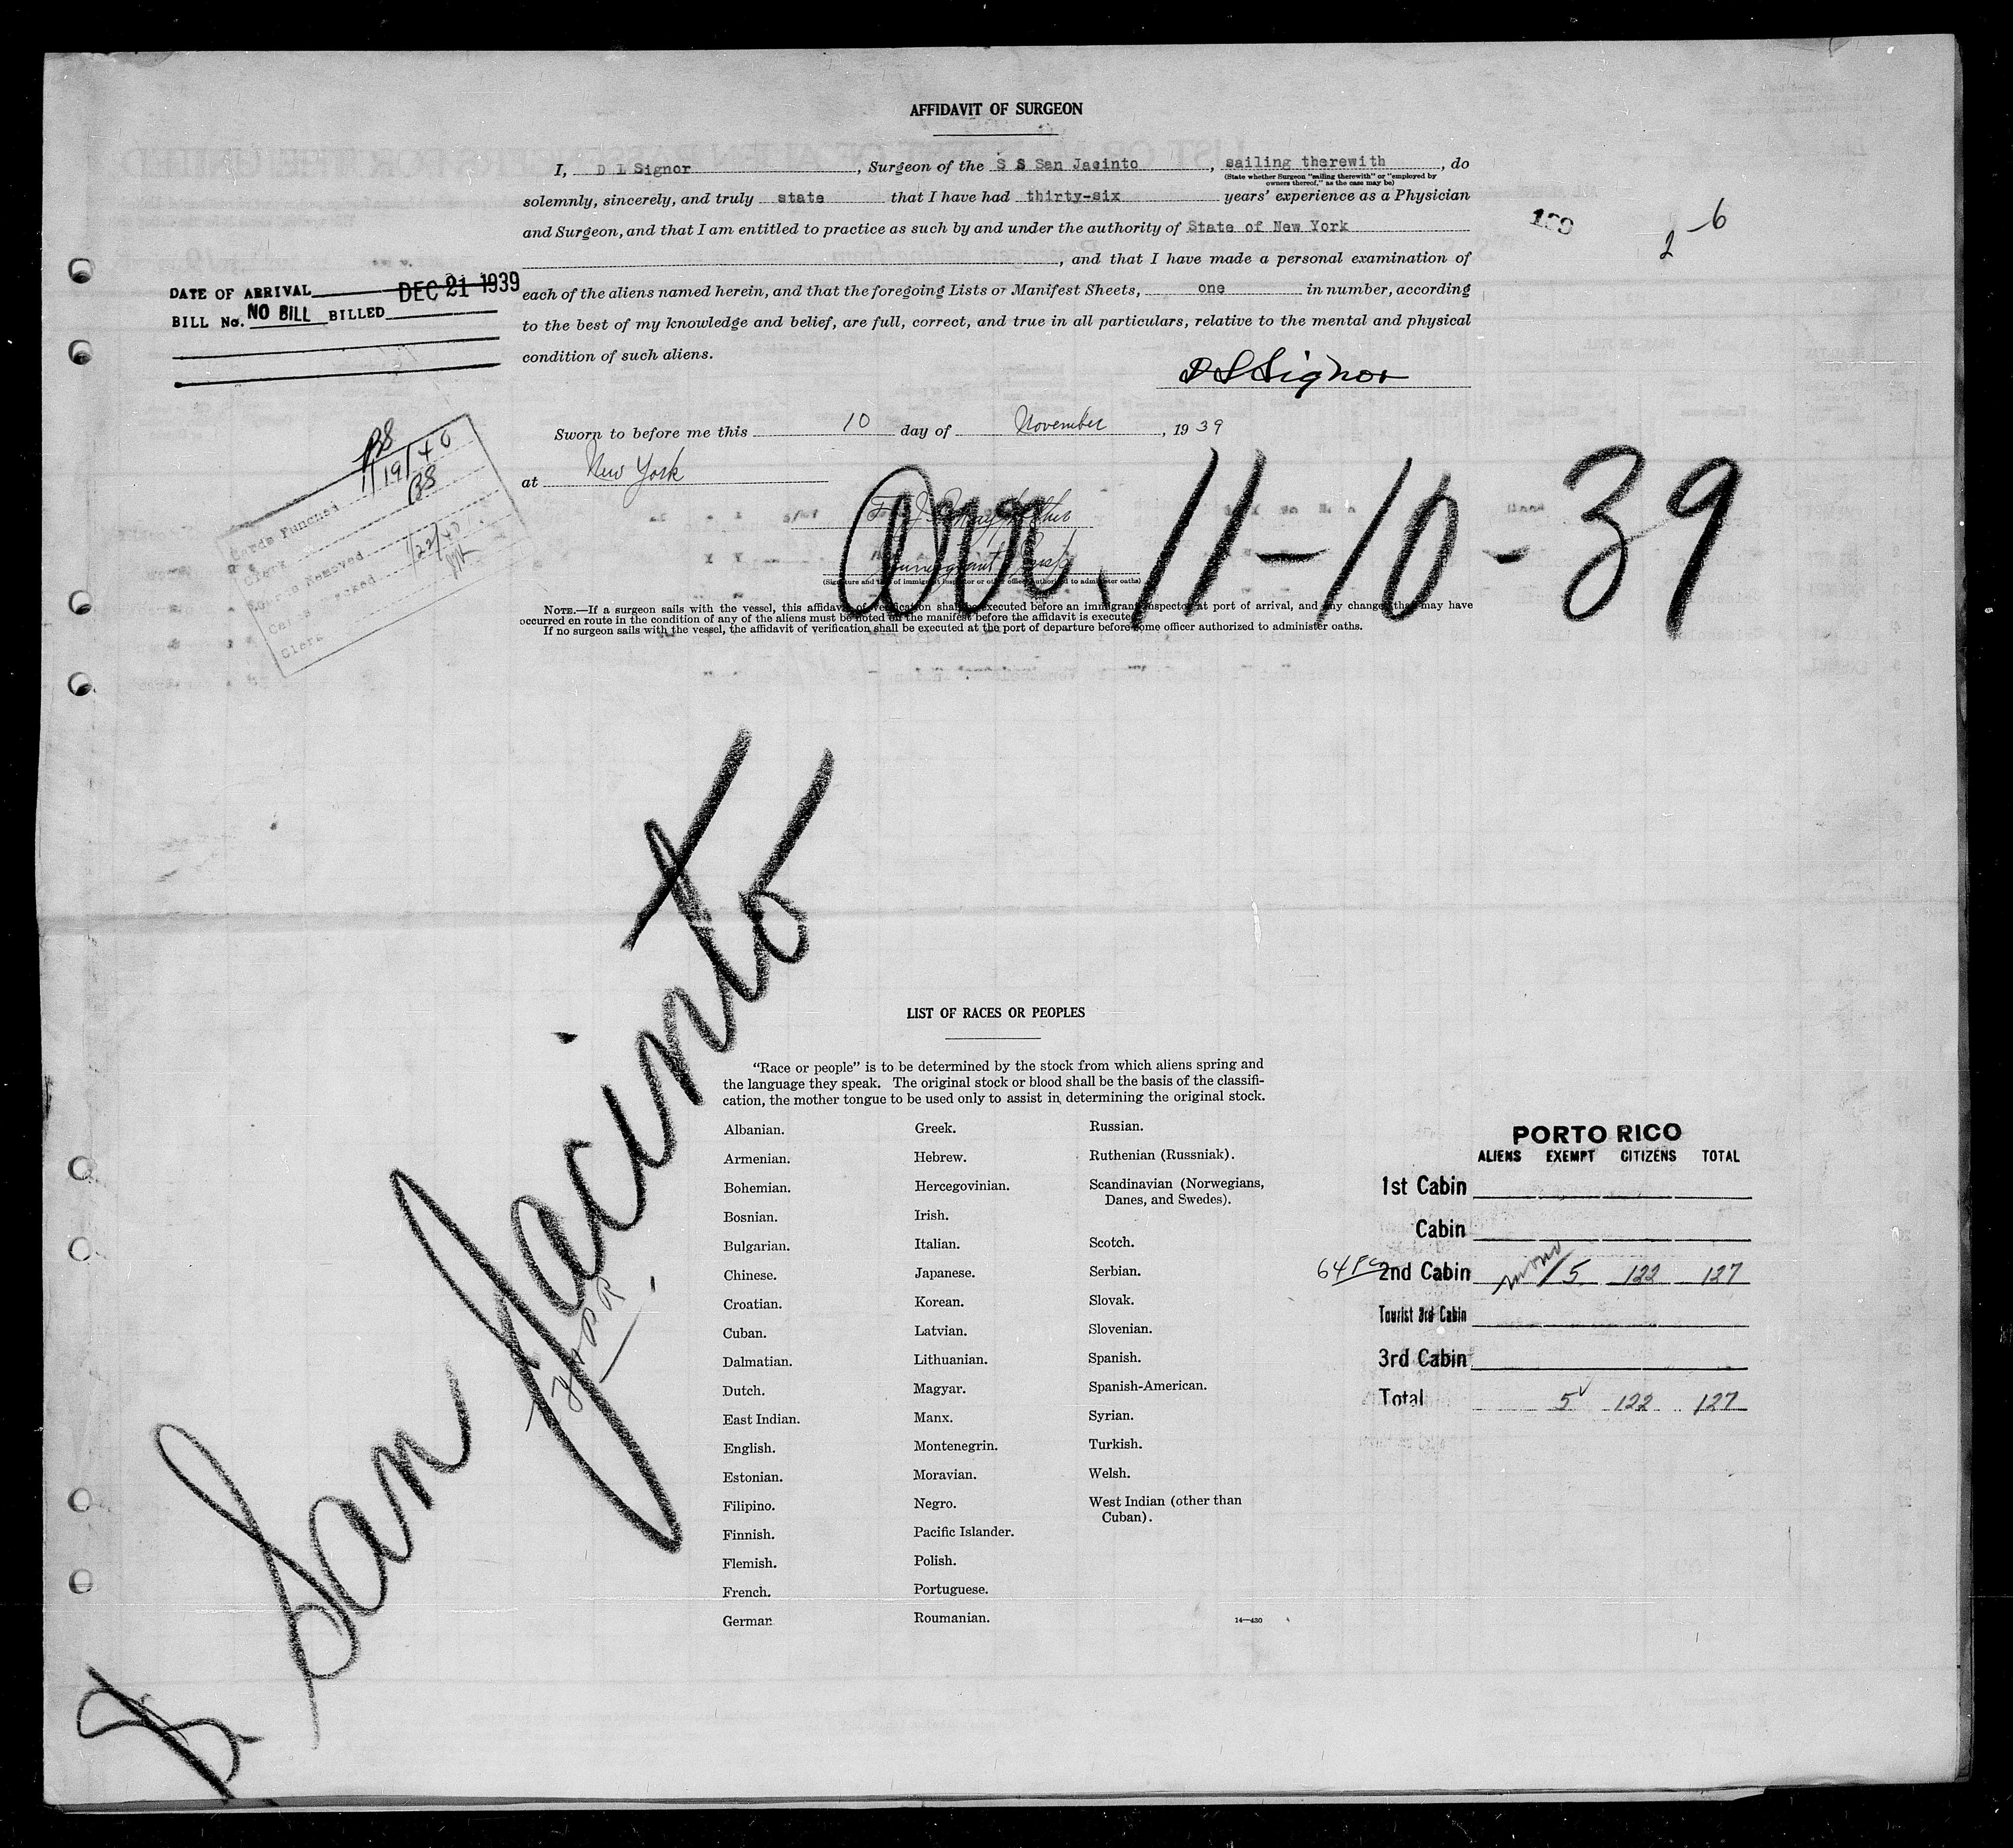 AFFIDAVIT OF SURGEON
I, D L Signor, Surgeon of the S S San Jacinto, sailing therewith, do
(State whether Surgeon "sailing therewith" or "employed by
owners thereof," as the case may be)
solemnly, sincerely, and truly state that I have had thirty-six years' experience as a Physician
and Surgeon, and that I am entitled to practice as such by and under the authority of State of New York
, and that I have made a personal examination of
each of the aliens named herein, and that the foregoing Lists or Manifest Sheets, one in number, according
to the best of my knowledge and belief, are full, correct, and true in all particulars, relative to the mental and physical
condition of such aliens.
D L Signor
2-6
DATE OF ARRIVAL DEC 21 1939
BILL No. NO BILL BILLED
Sworn to before me this 10 day of November, 1939
at New York
Arr. 11-10-39
Immigrant Insp
(Signature and title of immigrant inspector or other officer authorized to administer oaths)
NOTE.—If a surgeon sails with the vessel, this affidavit of verification shall be executed before an immigrant inspector at port of arrival, and any changes that may have
occurred en route in the condition of any of the aliens must be noted on the manifest before the affidavit is executed.
If no surgeon sails with the vessel, the affidavit of verification shall be executed at the port of departure before some officer authorized to administer oaths.
Cards Punched 1/19/40
Clerk BS
Removed
1/22/40
Clerk
San Jacinto
LIST OF RACES OR PEOPLES
"Race or people" is to be determined by the stock from which aliens spring and
the language they speak. The original stock or blood shall be the basis of the classifi-
cation, the mother tongue to be used only to assist in determining the original stock.
Albanian.
Armenian.
Bohemian.
Bosnian.
Bulgarian.
Chinese.
Croatian.
Cuban.
Dalmatian.
Dutch.
East Indian.
English.
Estonian.
Filipino.
Finnish.
Flemish.
French.
German
Greek.
Hebrew.
Hercegovinian.
Irish.
Italian.
Japanese.
Korean.
Latvian.
Lithuanian.
Magyar.
Manx.
Montenegrin.
Moravian.
Negro.
Pacific Islander.
Polish.
Portuguese.
Roumanian.
Russian.
Ruthenian (Russniak).
Scandinavian (Norwegians,
Danes, and Swedes).
Scotch.
Serbian.
Slovak.
Slovenian.
Spanish.
Spanish-American.
Syrian.
Turkish.
Welsh.
West Indian (other than
Cuban).
14—430
PORTO RICO
ALIENS EXEMPT CITIZENS TOTAL
1st Cabin
Cabin
2nd Cabin 5 122 127
Tourist 3rd Cabin
3rd Cabin
Total 5 122 127